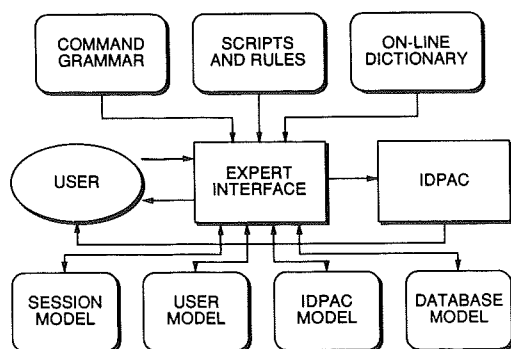 COMMAND
GRAMMAR
SCRIPTS
AND RULES
ON-LINE
DICTIONARY
USER
EXPERT
INTERFACE
IDPAC
SESSION
MODEL
USER
MODEL
IDPAC
MODEL
DATABASE
MODEL